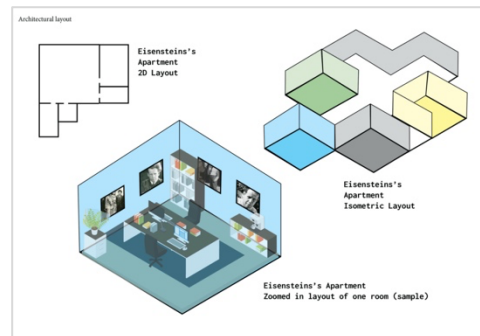 Architectural layout
Eisensteins's
Apartment
2D Layout
Eisensteins's
Apartment
Isometric Layout
Eisensteins's Apartment
Zoomed in layout of one room (sample)